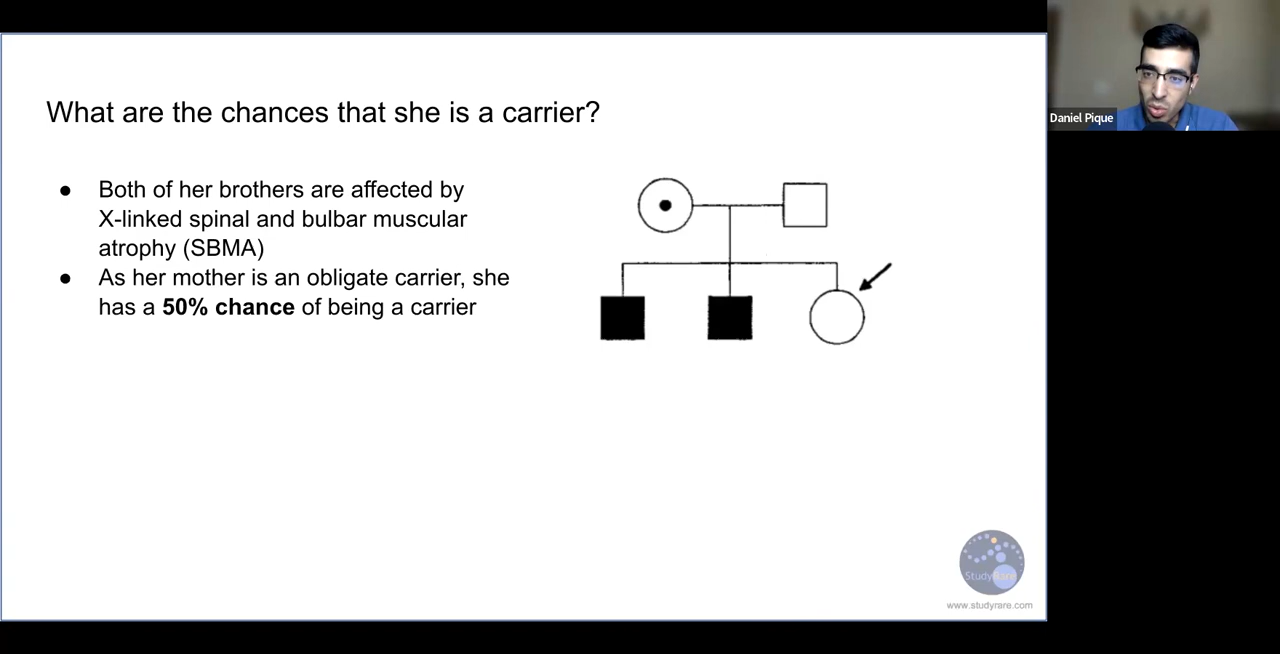 What are the chances that she is a carrier?
● Both of her brothers are affected by
X-linked spinal and bulbar muscular
atrophy (SBMA)
● As her mother is an obligate carrier, she
has a 50% chance of being a carrier
Daniel Pique
StudyRare
www.studyrare.com